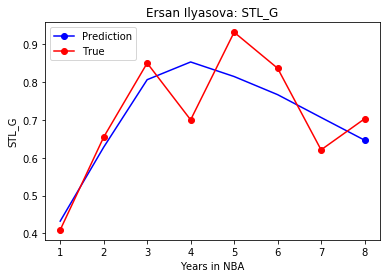 Ersan Ilyasova: STL_G
Prediction
True
0.9
0.8
0.7
0.6
0.5
0.4
STL_G
1 2 3 4 5 6 7 8
Years in NBA